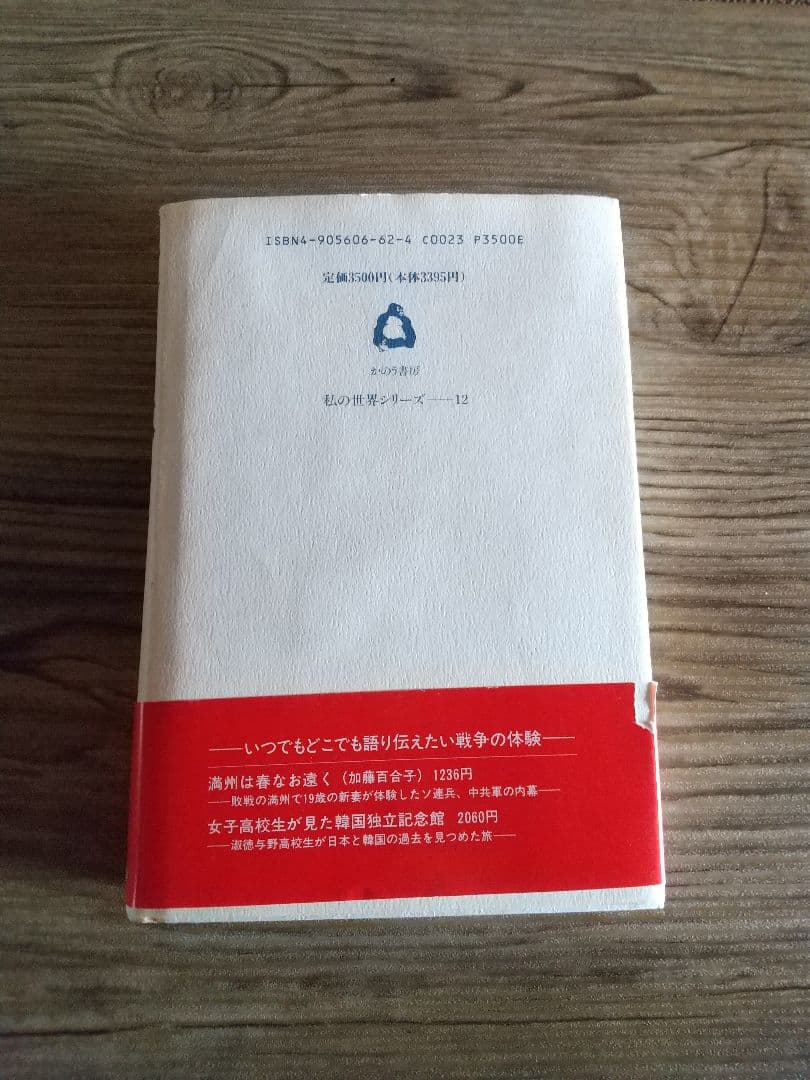 ISBN4-905606-62-4 C0023 P3500E
定価3500円(本体3395円)
かのう書房
私の世界シリーズ――12
――いつでもどこでも語り伝えたい戦争の体験――
満州は春なお遠く(加藤百合子) 1236円
――敗戦の満州で19歳の新妻が体験したソ連兵、中共軍の内幕――
女子高校生が見た韓国独立記念館 2060円
――淑徳与野高校生が日本と韓国の過去を見つめた旅――